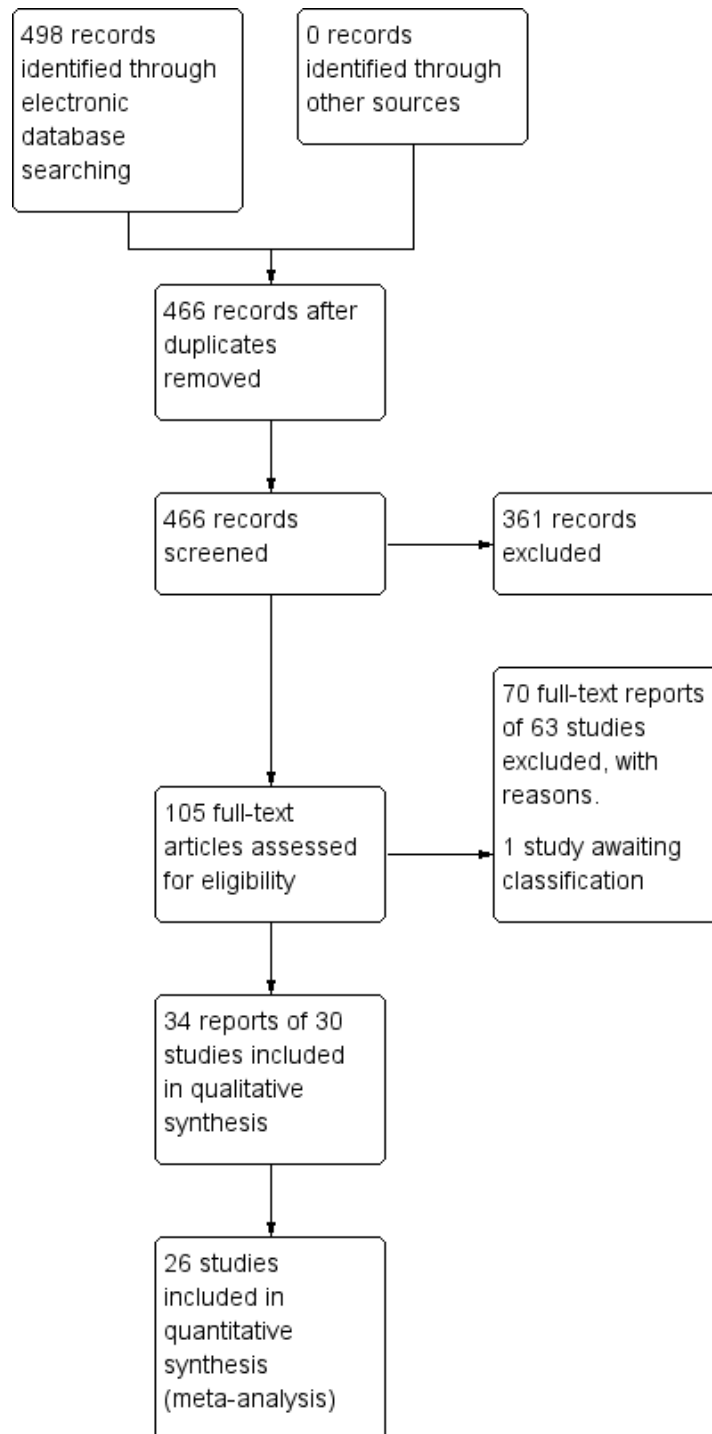 498 records
identified through
electronic
database
searching
0 records
identified through
other sources
466 records after
duplicates
removed
466 records
screened
361 records
excluded
70 full-text reports
of 63 studies
excluded, with
reasons.
1 study awaiting
classification
105 full-text
articles assessed
for eligibility
34 reports of 30
studies included
in qualitative
synthesis
26 studies
included in
quantitative
synthesis
(meta-analysis)